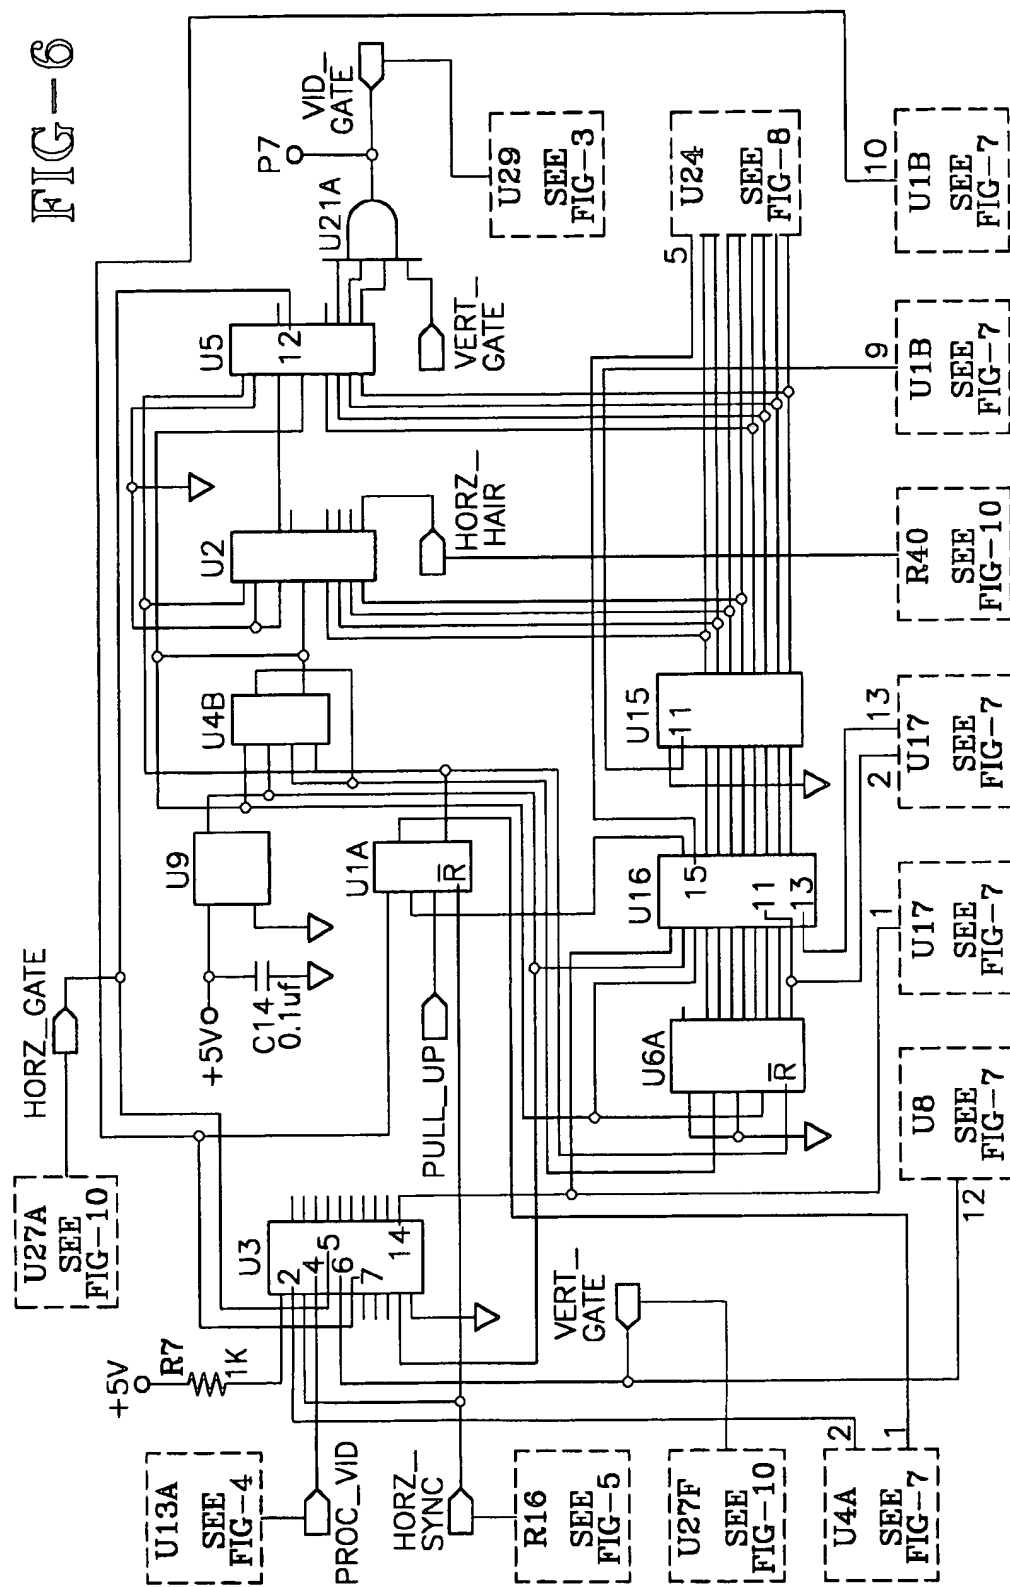 FIG-6
U27A
SEE
FIG-10
HORZ_GATE
+5V
R7
1K
U13A
SEE
FIG-4
PROC_VID
HORZ_
SYNC
R16
SEE
FIG-5
U27F
SEE
FIG-10
U4A
SEE
FIG-7
2
1
U3
2
4
5
6
7
14
VERT_
GATE
12
U8
SEE
FIG-7
+5V
C14
0.1uf
U9
PULL_UP
U1A
R
U4B
U2
HORZ_
HAIR
U5
12
U21A
P7
VID_
GATE
VERT_
GATE
U29
SEE
FIG-3
U6A
R
U16
15
11
13
U15
11
5
U24
SEE
FIG-8
1
U17
SEE
FIG-7
2
13
U17
SEE
FIG-7
R40
SEE
FIG-10
9
U1B
SEE
FIG-7
10
U1B
SEE
FIG-7